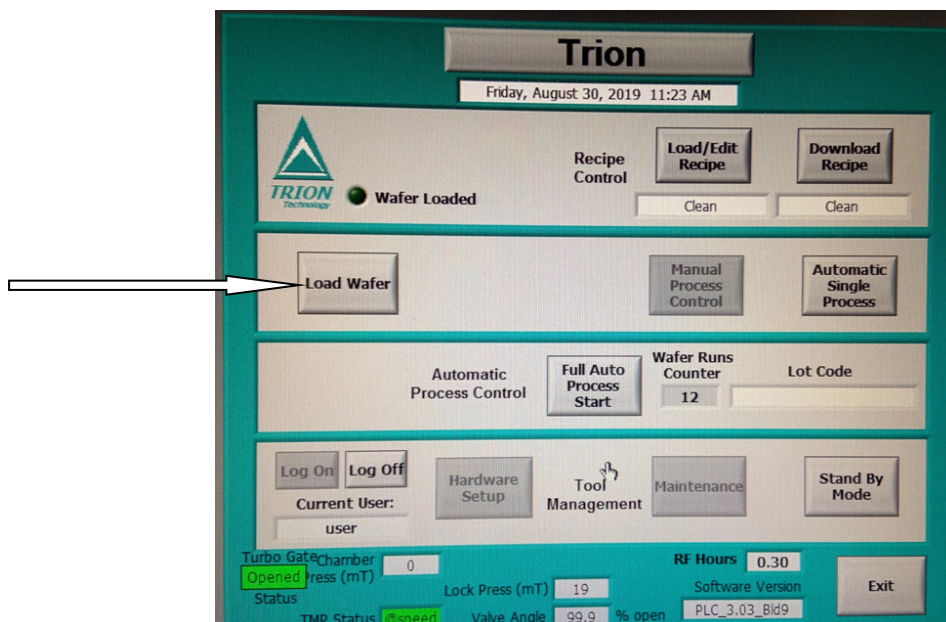 Trion
Friday, August 30, 2019 11:23 AM
TRION
Technology
Wafer Loaded
Recipe
Control
Load/Edit
Recipe
Clean
Download
Recipe
Clean
Load Wafer
Manual
Process
Control
Automatic
Single
Process
Automatic
Process Control
Full Auto
Process
Start
Wafer Runs
Counter
12
Lot Code
Log On
Log Off
Current User:
user
Hardware
Setup
Tool
Management
Maintenance
Stand By
Mode
Turbo Gate
Opened
Status
Chamber
Press (mT)
0
TMP Status
@speed
Lock Press (mT)
19
Valve Angle
99.9
% open
RF Hours
0.30
Software Version
PLC_3.03_Bld9
Exit